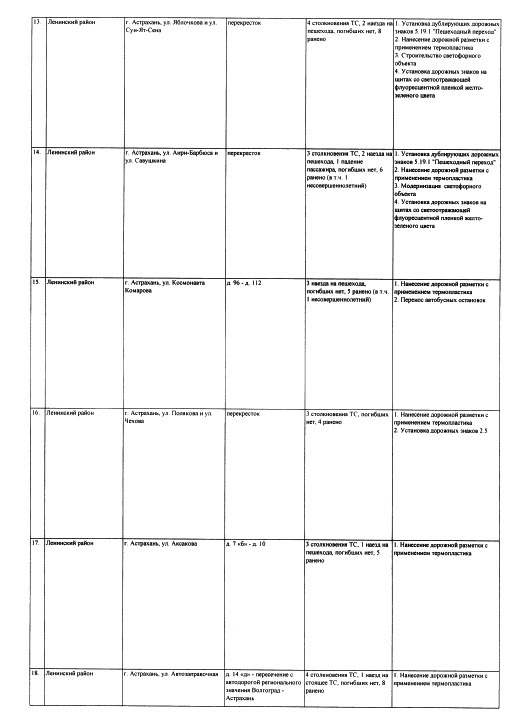 13. Ленинский район
г. Астрахань, ул. Яблочкова и ул.
Сун-Ят-Сена
перекресток
4 столкновения ТС, 2 наезда на
пешехода, погибших нет, 8
ранено
1. Установка дублирующих дорожных
знаков 5.19.1 "Пешеходный переход"
2. Нанесение дорожной разметки с
применением термопластика
3. Строительство светофорного
объекта
4. Установка дорожных знаков на
щитах со светоотражающей
флуоресцентной пленкой желто-
зеленого цвета
14. Ленинский район
г. Астрахань, ул. Анри-Барбюса и
ул. Савушкина
перекресток
3 столкновения ТС, 2 наезда на
пешехода, 1 падение
пассажира, погибших нет, 6
ранено (в т.ч. 1
несовершеннолетний)
1. Установка дублирующих дорожных
знаков 5.19.1 "Пешеходный переход"
2. Нанесение дорожной разметки с
применением термопластика
3. Модернизация светофорного
объекта
4. Установка дорожных знаков на
щитах со светоотражающей
флуоресцентной пленкой желто-
зеленого цвета
15. Ленинский район
г. Астрахань, ул. Космонавта
Комарова
д. 96 - д. 112
3 наезда на пешехода,
погибших нет, 5 ранено (в т.ч.
1 несовершеннолетний)
1. Нанесение дорожной разметки с
применением термопластика
2. Перенос автобусных остановок
16. Ленинский район
г. Астрахань, ул. Полякова и ул.
Чехова
перекресток
3 столкновения ТС, погибших
нет, 4 ранено
1. Нанесение дорожной разметки с
применением термопластика
2. Установка дорожных знаков 2.5
17. Ленинский район
г. Астрахань, ул. Аксакова
д. 7 «б» - д. 10
3 столкновения ТС, 1 наезд на
пешехода, погибших нет, 5
ранено
1. Нанесение дорожной разметки с
применением термопластика
18. Ленинский район
г. Астрахань, ул. Автозаправочная
д. 14 «д» - пересечение с
автодорогой регионального
значения Волгоград -
Астрахань
4 столкновения ТС, 1 наезд на
стоящее ТС, погибших нет, 8
ранено
1. Нанесение дорожной разметки с
применением термопластика